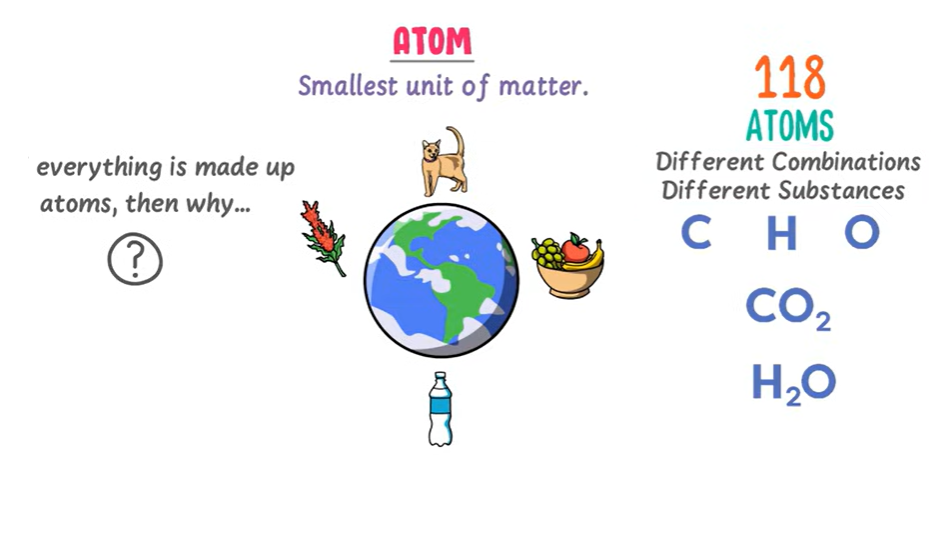 ATOM
Smallest unit of matter.
everything is made up
atoms, then why...
?
118
ATOMS
Different Combinations
Different Substances
C H O
CO₂
H₂O